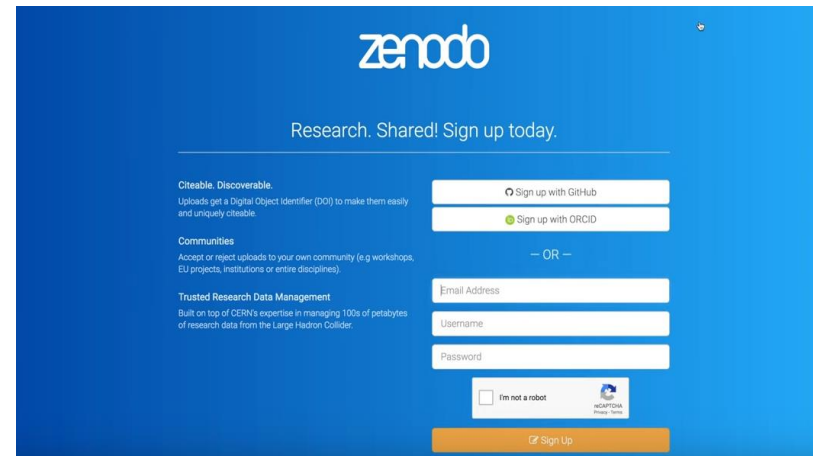 zenodo
Research. Shared! Sign up today.
Citeable. Discoverable.
Uploads get a Digital Object Identifier (DOI) to make them easily
and uniquely citeable.
Communities
Accept or reject uploads to your own community (e.g workshops,
EU projects, institutions or entire disciplines).
Trusted Research Data Management
Built on top of CERN's expertise in managing 100s of petabytes
of research data from the Large Hadron Collider.
Sign up with GitHub
iD Sign up with ORCID
— OR —
Email Address
Username
Password
I'm not a robot
reCAPTCHA
Privacy - Terms
Sign Up